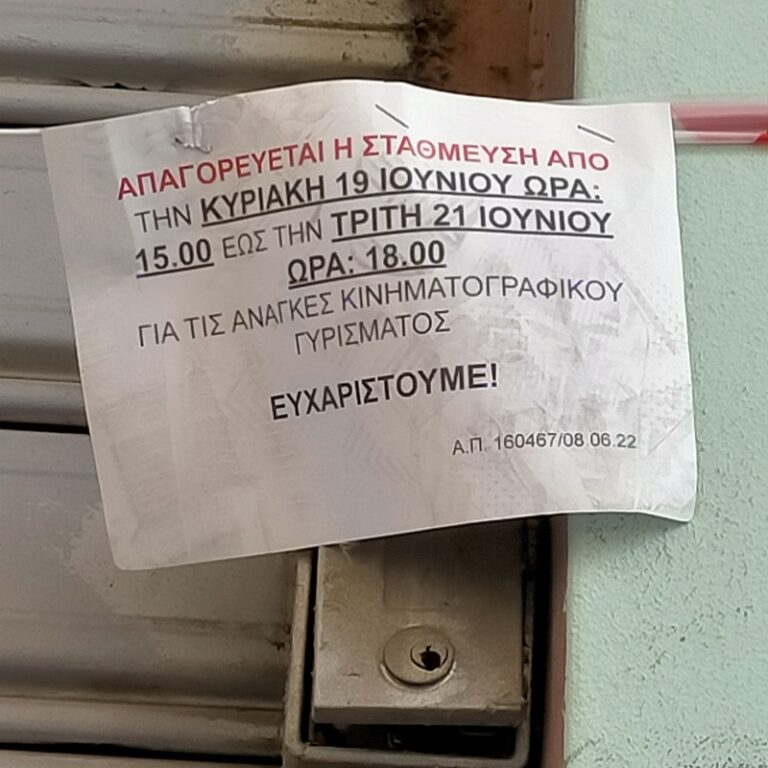 ΑΠΑΓΟΡΕΥΕΤΑΙ Η ΣΤΑΘΜΕΥΣΗ ΑΠΟ
ΤΗΝ ΚΥΡΙΑΚΗ 19 ΙΟΥΝΙΟΥ ΩΡΑ:
15.00 ΕΩΣ ΤΗΝ ΤΡΙΤΗ 21 ΙΟΥΝΙΟΥ
ΩΡΑ: 18.00
ΓΙΑ ΤΙΣ ΑΝΑΓΚΕΣ ΚΙΝΗΜΑΤΟΓΡΑΦΙΚΟΥ
ΓΥΡΙΣΜΑΤΟΣ
ΕΥΧΑΡΙΣΤΟΥΜΕ!
Α.Π. 160467/08.06.22